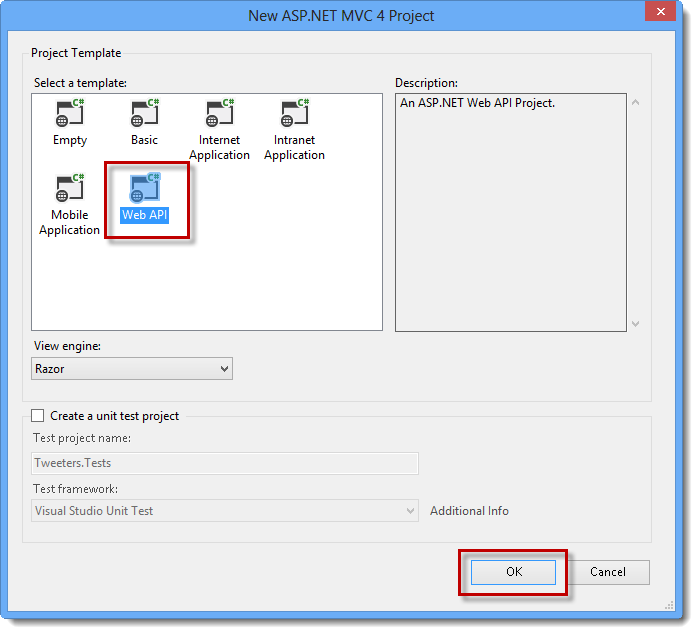 New ASP.NET MVC 4 Project
Project Template
Select a template:
Description:
C# C# C# C#
An ASP.NET Web API Project.
Empty Basic Internet Application Intranet Application
C# C#
Mobile Application Web API
View engine:
Razor
Create a unit test project
Test project name:
Tweeters.Tests
Test framework:
Visual Studio Unit Test
Additional Info
OK
Cancel